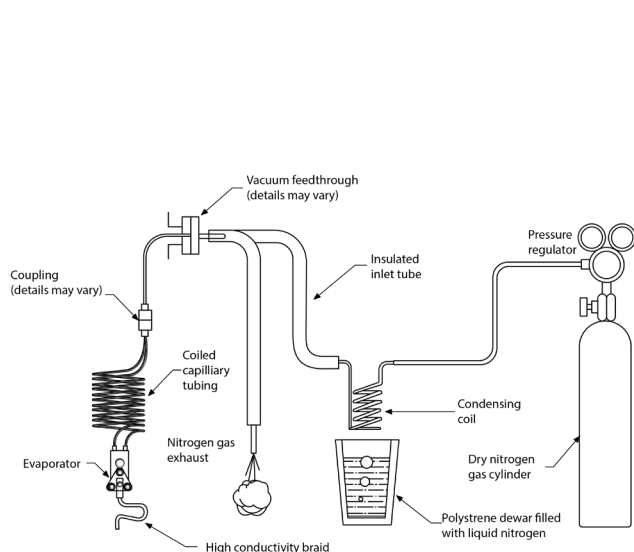 Vacuum feedthrough
(details may vary)
Pressure
regulator
Insulated
inlet tube
Coupling
(details may vary)
Coiled
capilliary
tubing
Condensing
coil
Nitrogen gas
exhaust
Evaporator
Dry nitrogen
gas cylinder
Polystrene dewar filled
with liquid nitrogen
High conductivity braid